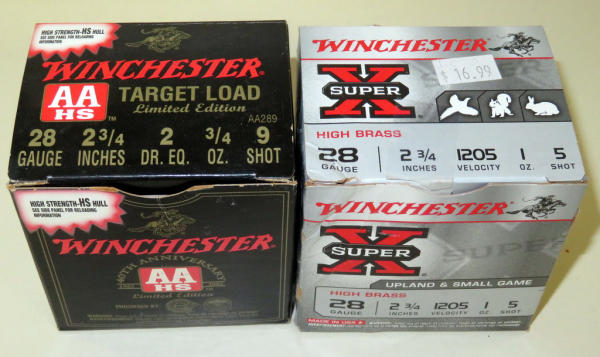 HIGH STRENGTH-HS HULL
SEE SIDE PANEL FOR RELOADING
INFORMATION
WINCHESTER
AA
HS
TARGET LOAD
Limited Edition
AA289
28 2 3/4 2 3/4 9
GAUGE INCHES DR. EQ. OZ. SHOT
HIGH STRENGTH-HS HULL
SEE SIDE PANEL FOR RELOADING
INFORMATION
WINCHESTER
ANNIVERSARY
AA
HS
Limited Edition
WINCHESTER
$ 16.99
X
SUPER
HIGH BRASS
28 2 3/4 1205 1 5
GAUGE INCHES VELOCITY OZ. SHOT
WINCHESTER
X
SUPER
SUPER
UPLAND & SMALL GAME
HIGH BRASS
28 2 3/4 1205 1 5
GAUGE INCHES VELOCITY OZ SHOT
MADE IN U.S.A.